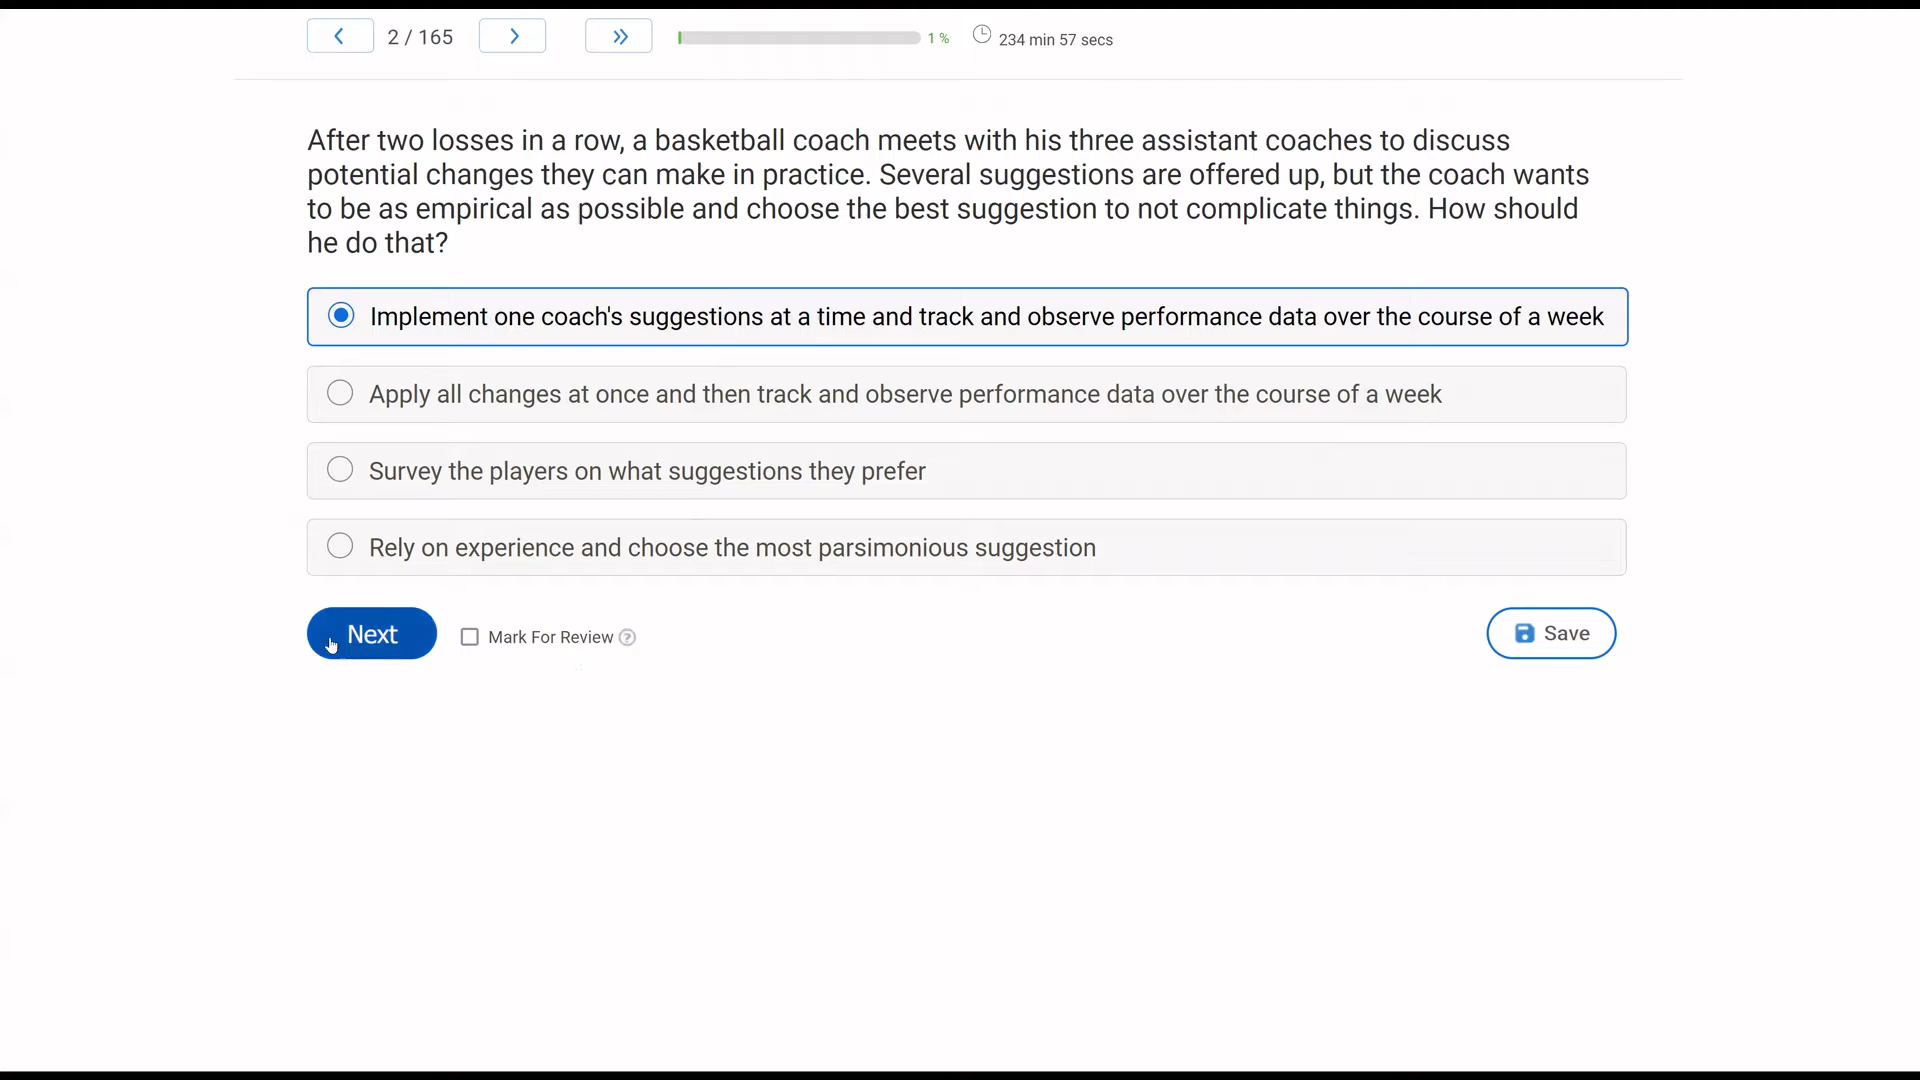 2 / 165
1 %
234 min 57 secs
After two losses in a row, a basketball coach meets with his three assistant coaches to discuss
potential changes they can make in practice. Several suggestions are offered up, but the coach wants
to be as empirical as possible and choose the best suggestion to not complicate things. How should
he do that?
Implement one coach's suggestions at a time and track and observe performance data over the course of a week
Apply all changes at once and then track and observe performance data over the course of a week
Survey the players on what suggestions they prefer
Rely on experience and choose the most parsimonious suggestion
Next
Mark For Review ?
Save